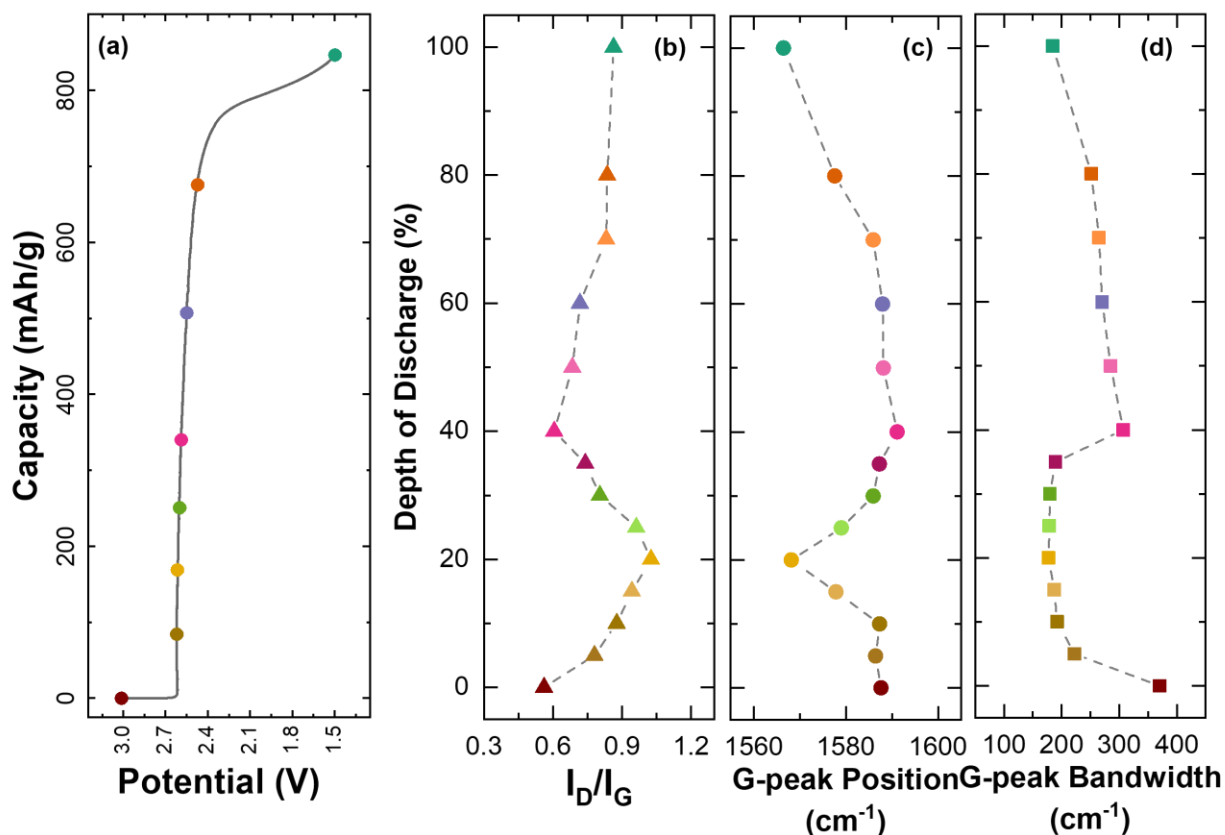 (a)
Capacity (mAh/g)
800
600
400
200
0
3.0 2.7 2.4 2.1 1.8 1.5
Potential (V)
(b)
Depth of Discharge (%)
100
80
60
40
20
0
0.3 0.6 0.9 1.2
I_D/I_G
(c)
1560 1580 1600
G-peak Position
(cm⁻¹)
(d)
100 200 300 400
G-peak Bandwidth
(cm⁻¹)